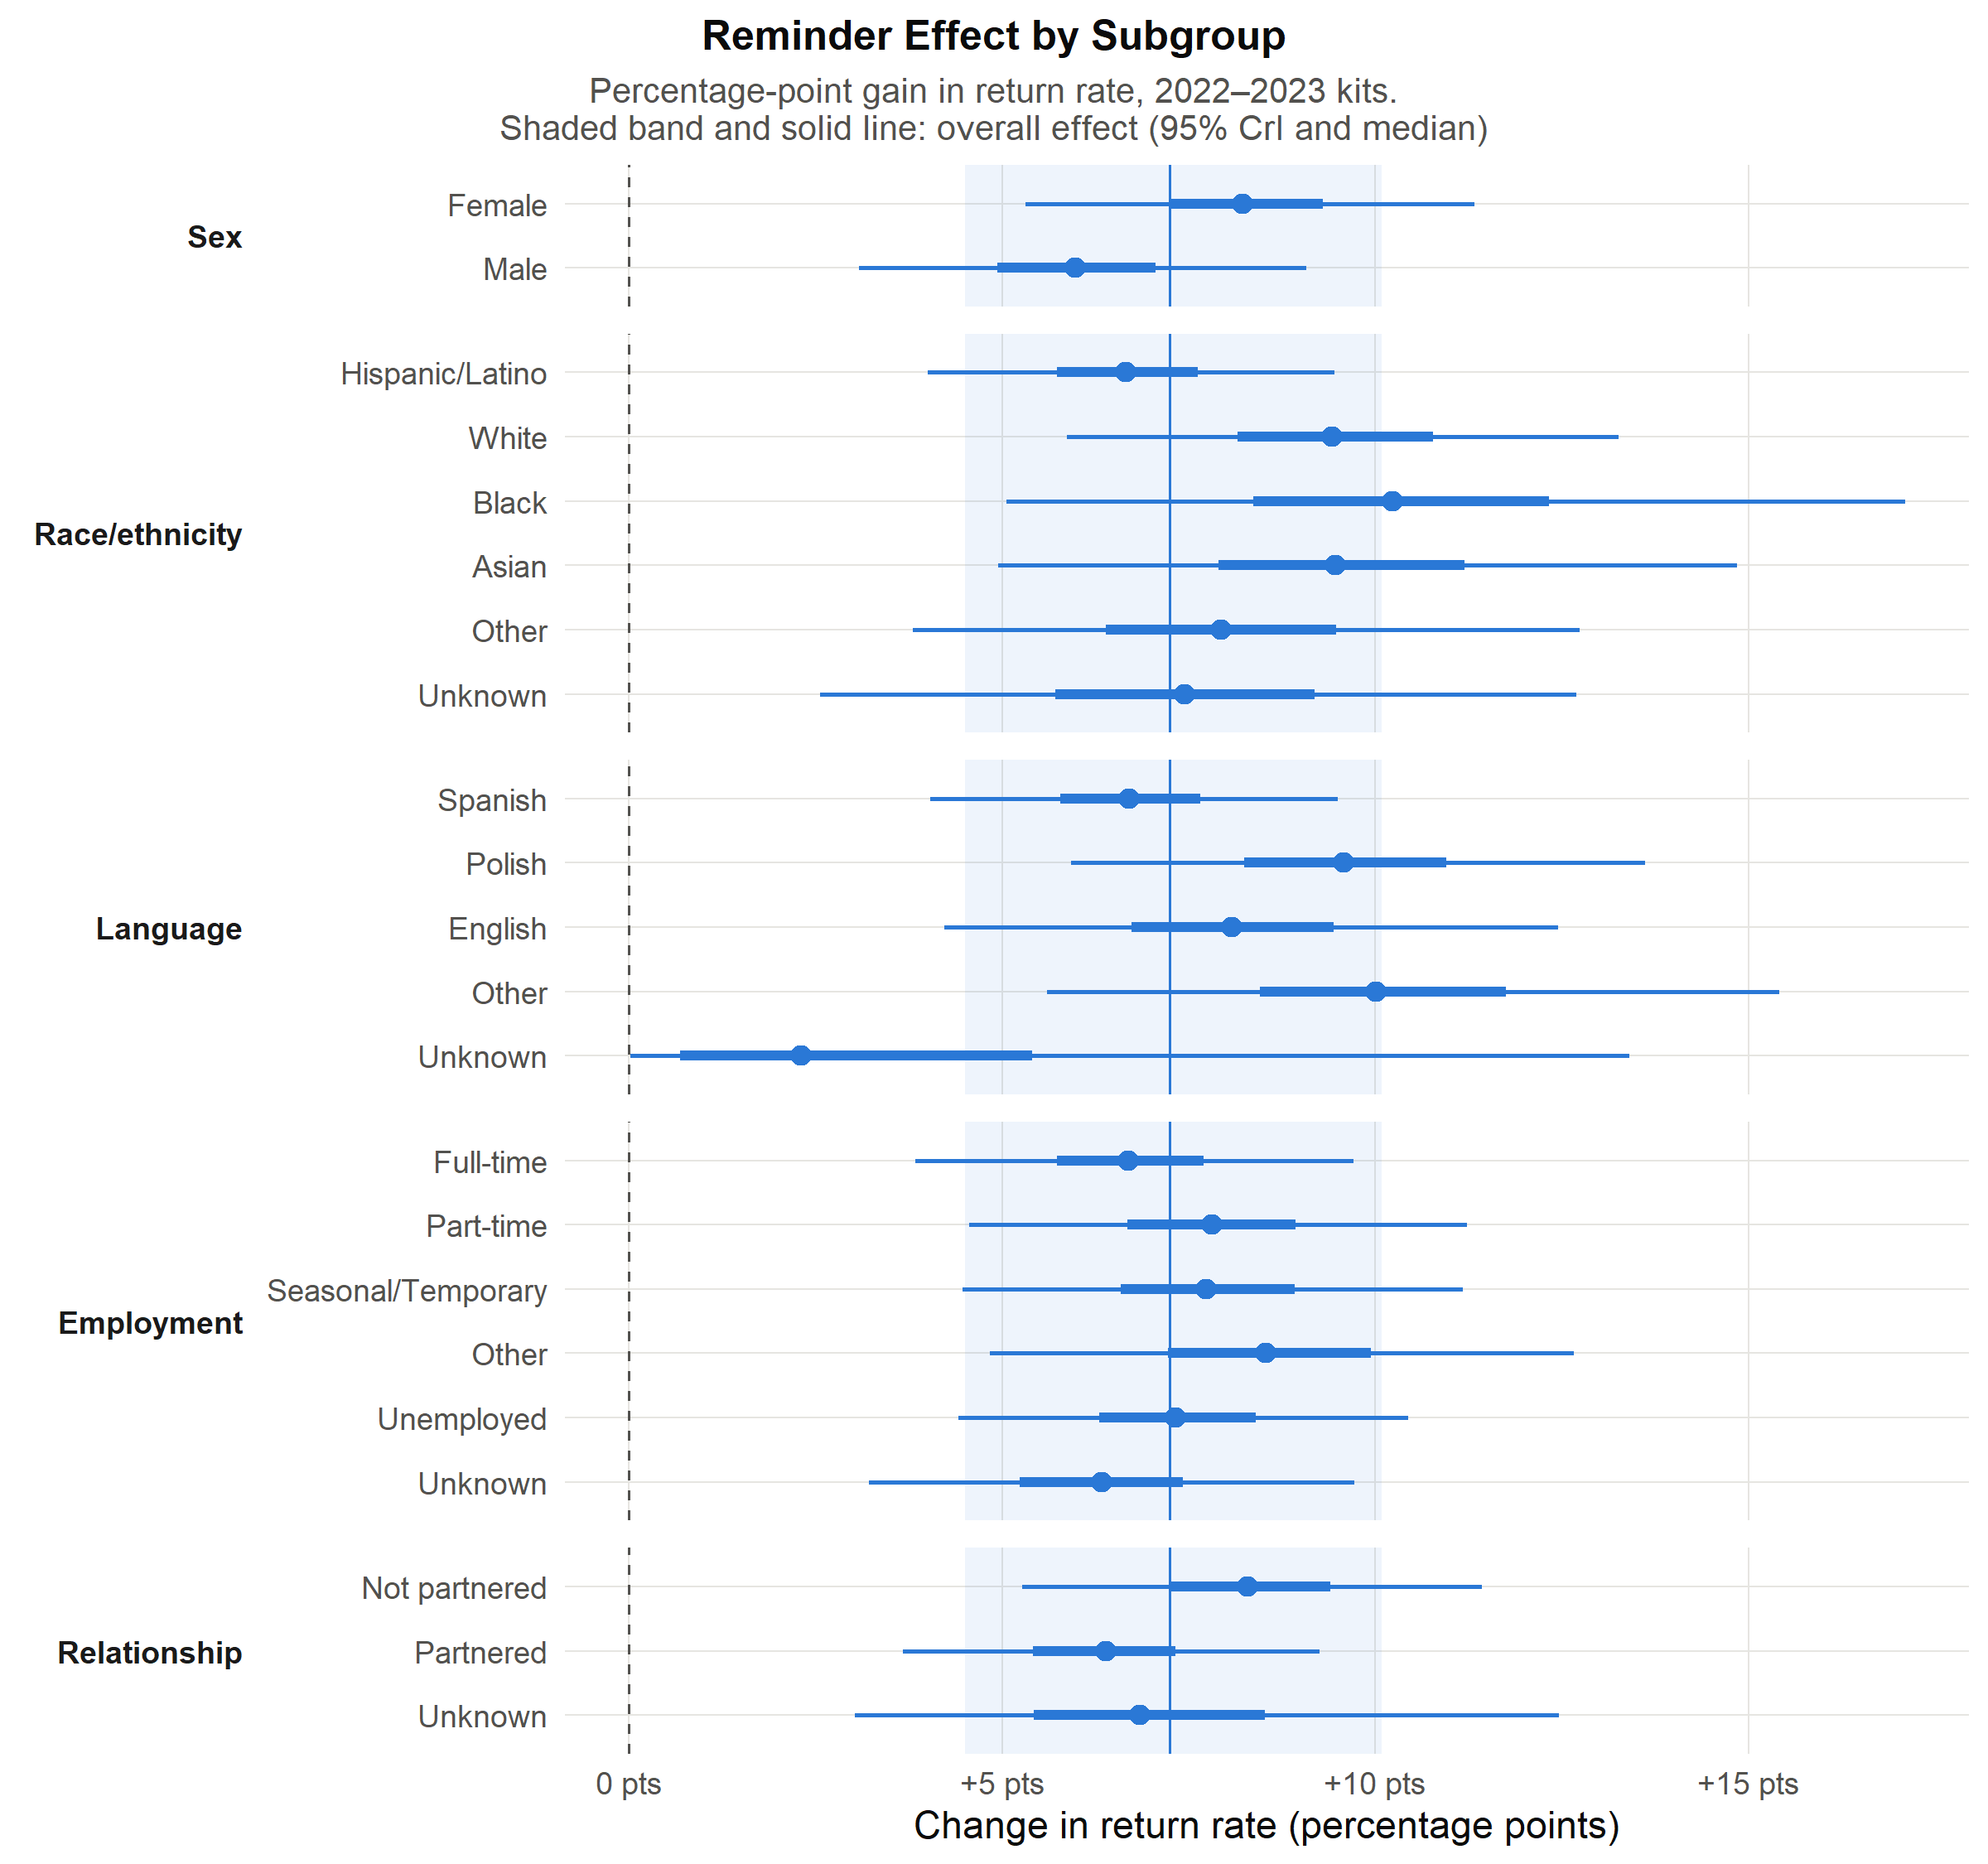 Reminder Effect by Subgroup
Percentage-point gain in return rate, 2022–2023 kits.
Shaded band and solid line: overall effect (95% CrI and median)
Sex
Female
Male
Race/ethnicity
Hispanic/Latino
White
Black
Asian
Other
Unknown
Language
Spanish
Polish
English
Other
Unknown
Employment
Full-time
Part-time
Seasonal/Temporary
Other
Unemployed
Unknown
Relationship
Not partnered
Partnered
Unknown
0 pts +5 pts +10 pts +15 pts
Change in return rate (percentage points)